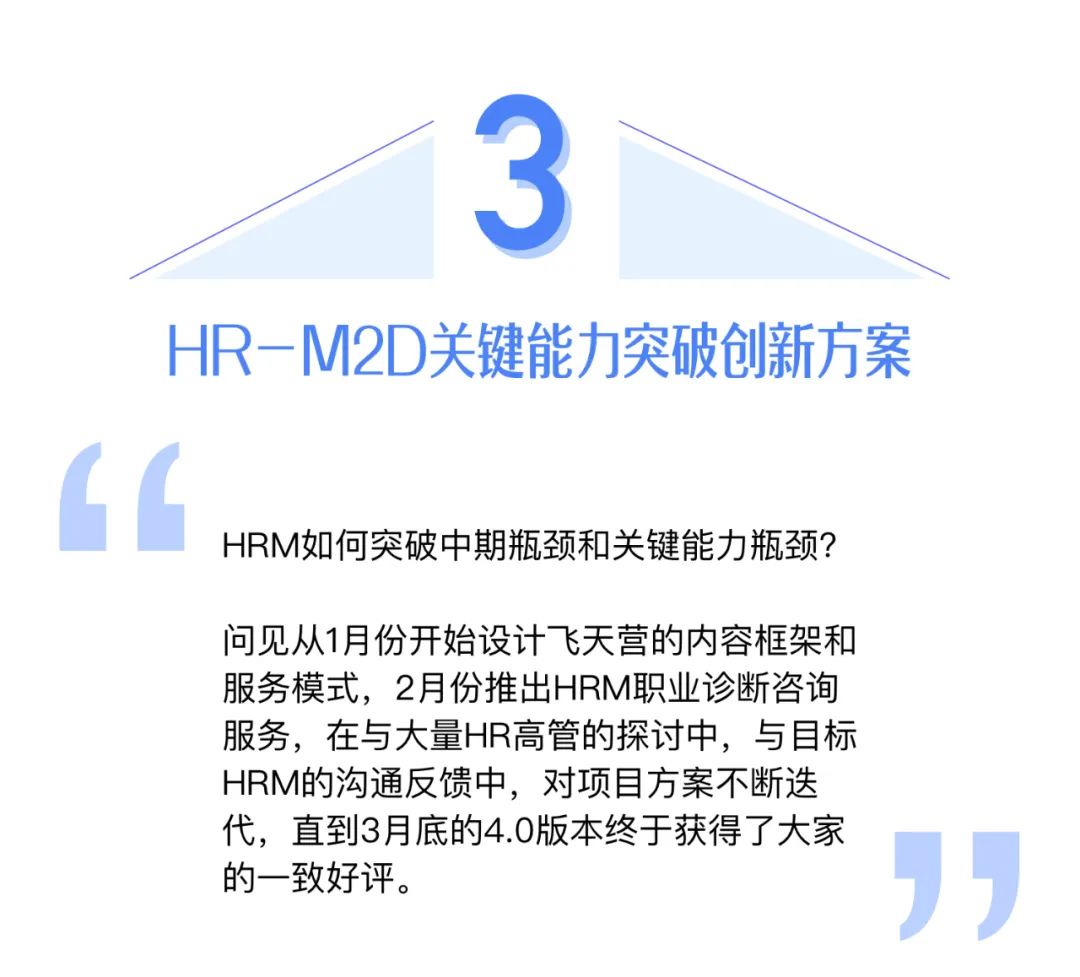 3
HR-M2D关键能力突破创新方案
“
HRM如何突破中期瓶颈和关键能力瓶颈?
问见从1月份开始设计飞天营的内容框架和
服务模式，2月份推出HRM职业诊断咨询
服务，在与大量HR高管的探讨中，与目标
HRM的沟通反馈中，对项目方案不断迭
代，直到3月底的4.0版本终于获得了大家
的一致好评。
”